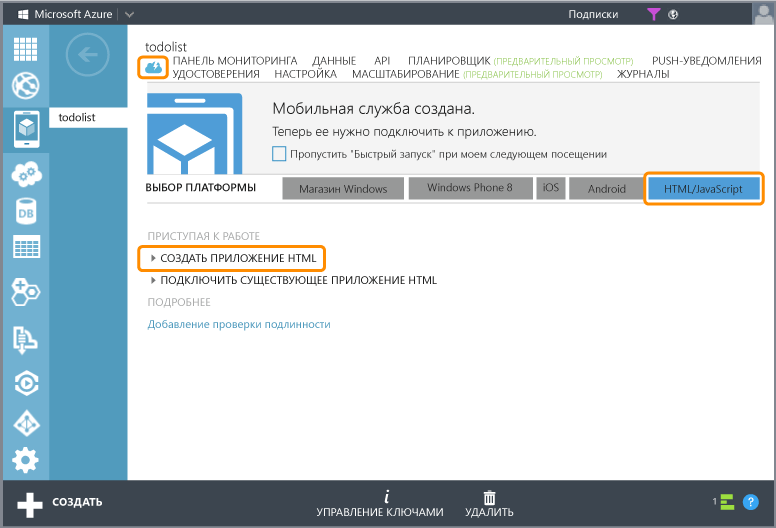 Microsoft Azure Подписки
todolist
ПАНЕЛЬ МОНИТОРИНГА ДАННЫЕ API ПЛАНИРОВЩИК (ПРЕДВАРИТЕЛЬНЫЙ ПРОСМОТР) PUSH-УВЕДОМЛЕНИЯ
УДОСТОВЕРЕНИЯ НАСТРОЙКА МАСШТАБИРОВАНИЕ (ПРЕДВАРИТЕЛЬНЫЙ ПРОСМОТР) ЖУРНАЛЫ
todolist
Мобильная служба создана.
Теперь ее нужно подключить к приложению.
Пропустить "Быстрый запуск" при моем следующем посещении
ВЫБОР ПЛАТФОРМЫ Магазин Windows Windows Phone 8 iOS Android HTML/JavaScript
ПРИСТУПАЯ К РАБОТЕ
СОЗДАТЬ ПРИЛОЖЕНИЕ HTML
ПОДКЛЮЧИТЬ СУЩЕСТВУЮЩЕЕ ПРИЛОЖЕНИЕ HTML
ПОДРОБНЕЕ
Добавление проверки подлинности
DB
СОЗДАТЬ
УПРАВЛЕНИЕ КЛЮЧАМИ УДАЛИТЬ
1 ?